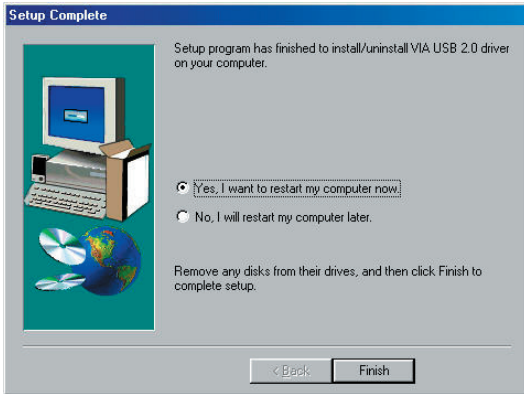 Setup Complete
Setup program has finished to install/uninstall VIA USB 2.0 driver
on your computer.
Yes, I want to restart my computer now.
No, I will restart my computer later.
Remove any disks from their drives, and then click Finish to
complete setup.
< Back
Finish